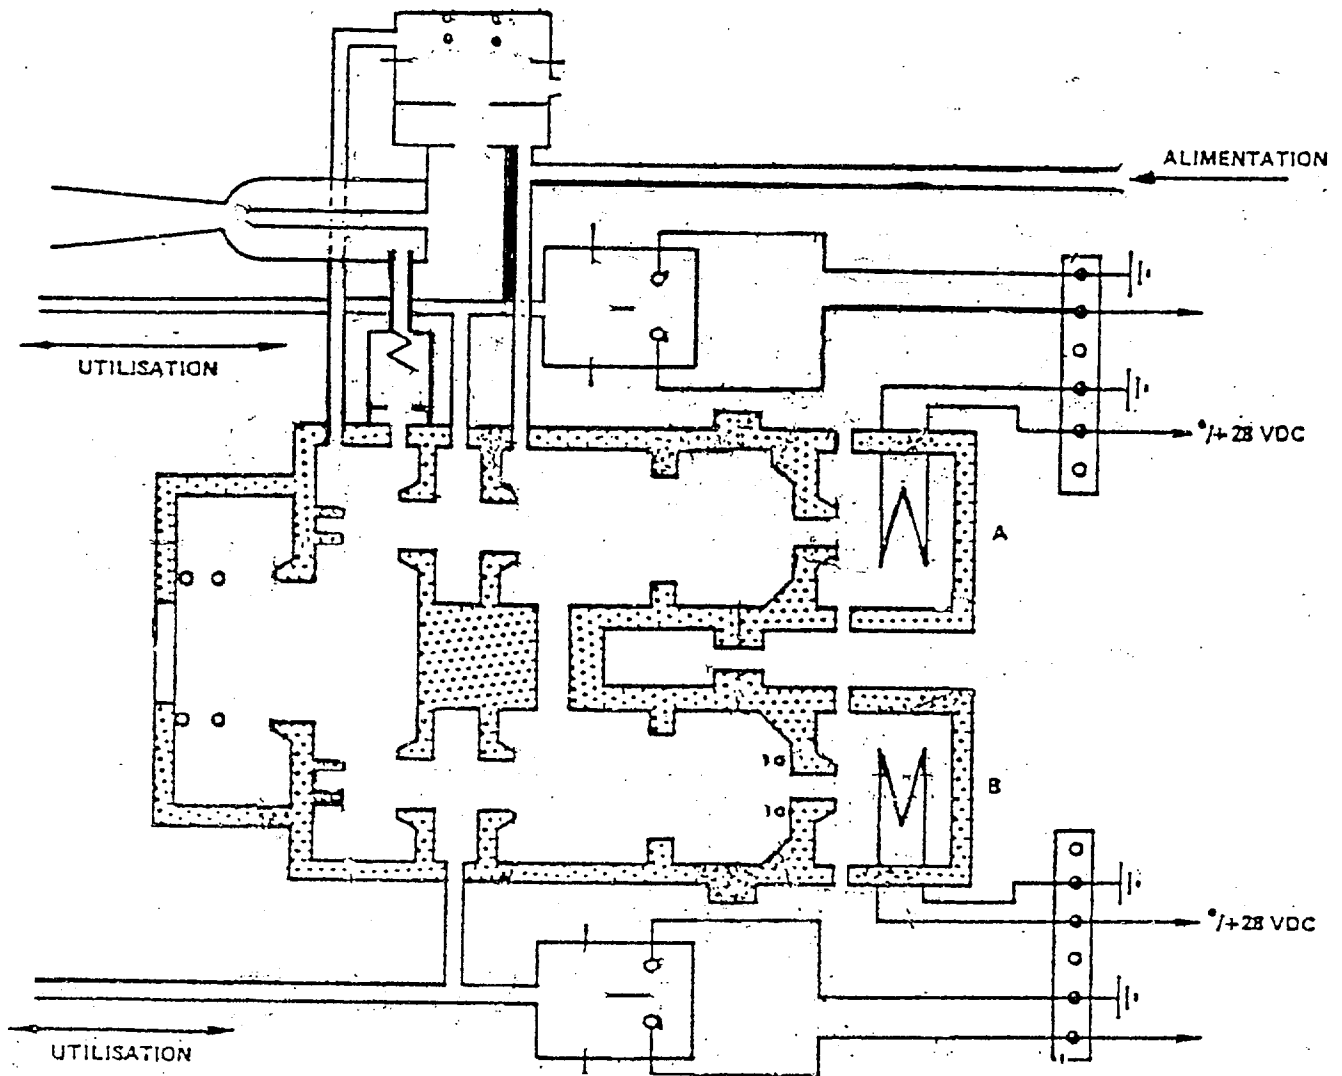 ALIMENTATION
UTILISATION
°/+28 VDC
A
B
°/+28 VDC
UTILISATION